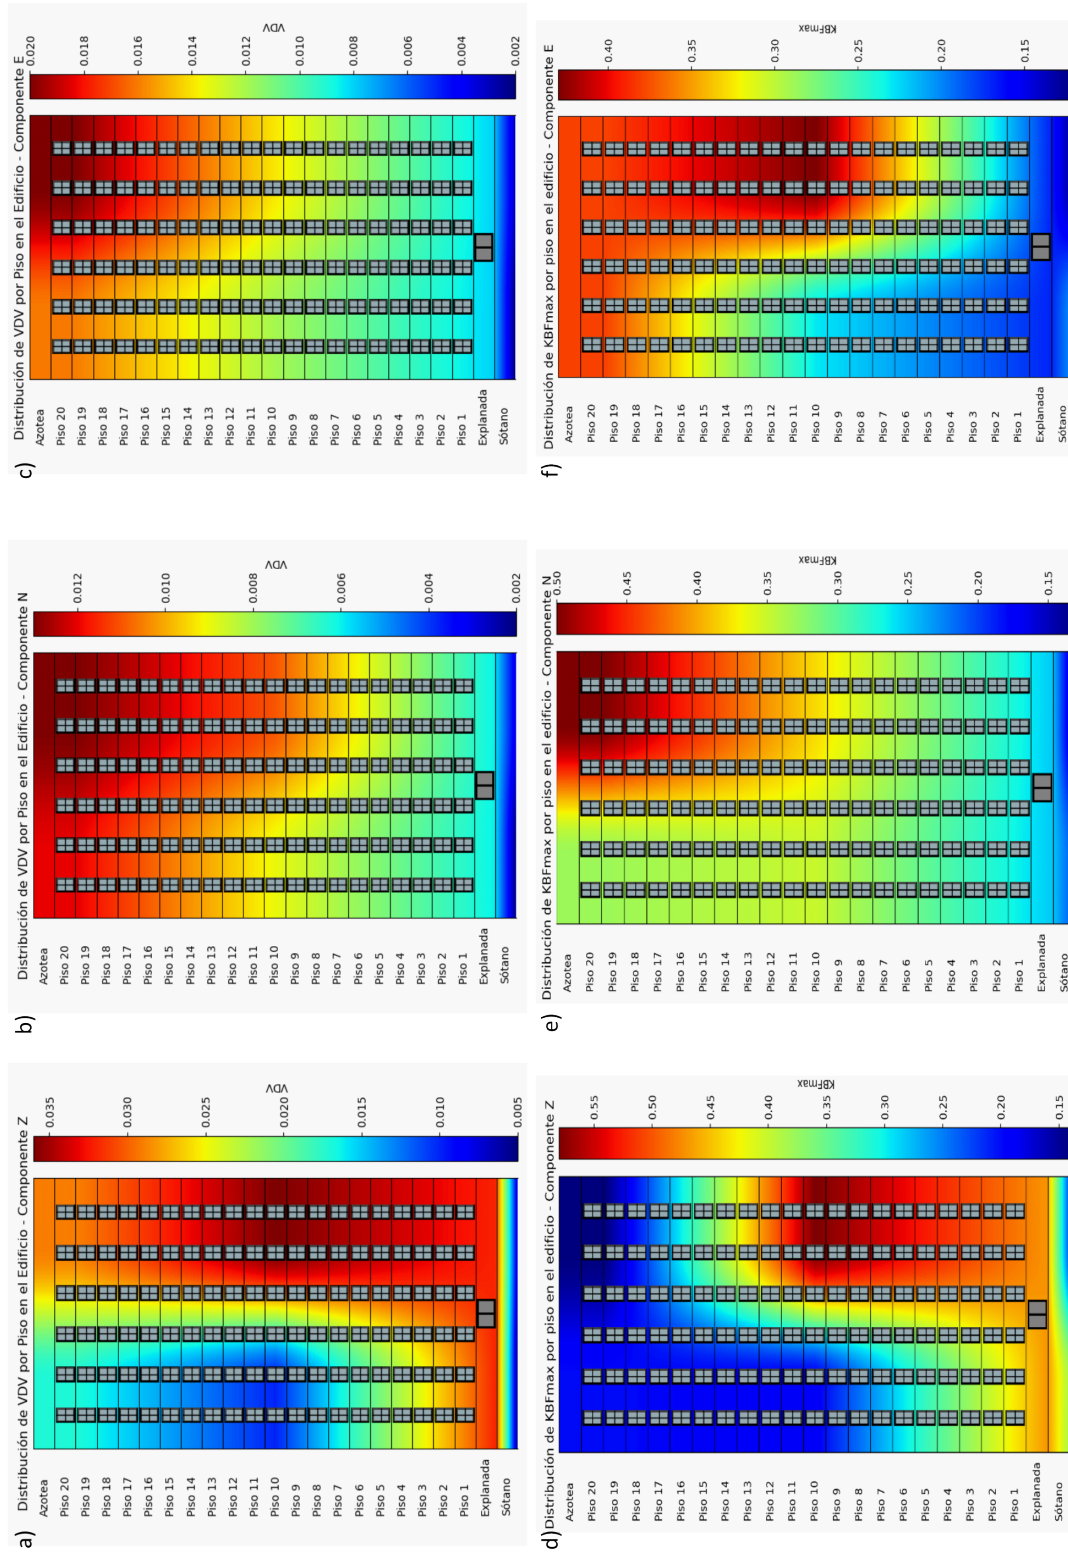 a)
Distribución de VDV por Piso en el Edificio - Componente Z
Azotea
Piso 20
Piso 19
Piso 18
Piso 17
Piso 16
Piso 15
Piso 14
Piso 13
Piso 12
Piso 11
Piso 10
Piso 9
Piso 8
Piso 7
Piso 6
Piso 5
Piso 4
Piso 3
Piso 2
Piso 1
Explanada
Sótano
0.035
0.030
0.025
0.020
0.015
0.010
0.005
VDV
b)
Distribución de VDV por Piso en el Edificio - Componente N
Azotea
Piso 20
Piso 19
Piso 18
Piso 17
Piso 16
Piso 15
Piso 14
Piso 13
Piso 12
Piso 11
Piso 10
Piso 9
Piso 8
Piso 7
Piso 6
Piso 5
Piso 4
Piso 3
Piso 2
Piso 1
Explanada
Sótano
0.012
0.010
0.008
0.006
0.004
0.002
VDV
c)
Distribución de VDV por Piso en el Edificio - Componente E
Azotea
Piso 20
Piso 19
Piso 18
Piso 17
Piso 16
Piso 15
Piso 14
Piso 13
Piso 12
Piso 11
Piso 10
Piso 9
Piso 8
Piso 7
Piso 6
Piso 5
Piso 4
Piso 3
Piso 2
Piso 1
Explanada
Sótano
0.020
0.018
0.016
0.014
0.012
0.010
0.008
0.006
0.004
0.002
VDV
d)
Distribución de KBFmax por piso en el edificio - Componente Z
Azotea
Piso 20
Piso 19
Piso 18
Piso 17
Piso 16
Piso 15
Piso 14
Piso 13
Piso 12
Piso 11
Piso 10
Piso 9
Piso 8
Piso 7
Piso 6
Piso 5
Piso 4
Piso 3
Piso 2
Piso 1
Explanada
Sótano
0.55
0.50
0.45
0.40
0.35
0.30
0.25
0.20
0.15
KBFmax
e)
Distribución de KBFmax por piso en el edificio - Componente N
Azotea
Piso 20
Piso 19
Piso 18
Piso 17
Piso 16
Piso 15
Piso 14
Piso 13
Piso 12
Piso 11
Piso 10
Piso 9
Piso 8
Piso 7
Piso 6
Piso 5
Piso 4
Piso 3
Piso 2
Piso 1
Explanada
Sótano
0.50
0.45
0.40
0.35
0.30
0.25
0.20
0.15
KBFmax
f)
Distribución de KBFmax por piso en el edificio - Componente E
Azotea
Piso 20
Piso 19
Piso 18
Piso 17
Piso 16
Piso 15
Piso 14
Piso 13
Piso 12
Piso 11
Piso 10
Piso 9
Piso 8
Piso 7
Piso 6
Piso 5
Piso 4
Piso 3
Piso 2
Piso 1
Explanada
Sótano
0.40
0.35
0.30
0.25
0.20
0.15
KBFmax